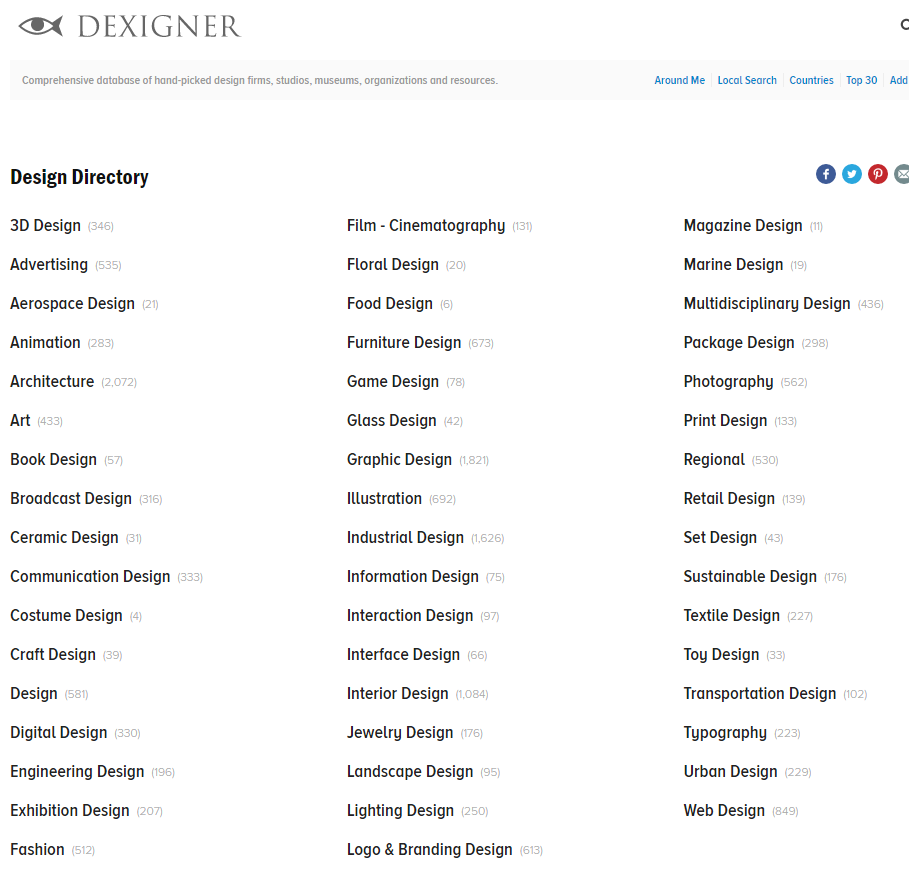 DEXIGNER
Comprehensive database of hand-picked design firms, studios, museums, organizations and resources.
Around Me
Local Search
Countries
Top 30
Add
Design Directory
3D Design (346)
Advertising (535)
Aerospace Design (21)
Animation (283)
Architecture (2,072)
Art (433)
Book Design (57)
Broadcast Design (316)
Ceramic Design (31)
Communication Design (333)
Costume Design (4)
Craft Design (39)
Design (581)
Digital Design (330)
Engineering Design (196)
Exhibition Design (207)
Fashion (512)
Film - Cinematography (131)
Floral Design (20)
Food Design (6)
Furniture Design (673)
Game Design (78)
Glass Design (42)
Graphic Design (1,821)
Illustration (692)
Industrial Design (1,626)
Information Design (75)
Interaction Design (97)
Interface Design (66)
Interior Design (1,084)
Jewelry Design (176)
Landscape Design (95)
Lighting Design (250)
Logo & Branding Design (613)
Magazine Design (11)
Marine Design (19)
Multidisciplinary Design (436)
Package Design (298)
Photography (562)
Print Design (133)
Regional (530)
Retail Design (139)
Set Design (43)
Sustainable Design (176)
Textile Design (227)
Toy Design (33)
Transportation Design (102)
Typography (223)
Urban Design (229)
Web Design (849)